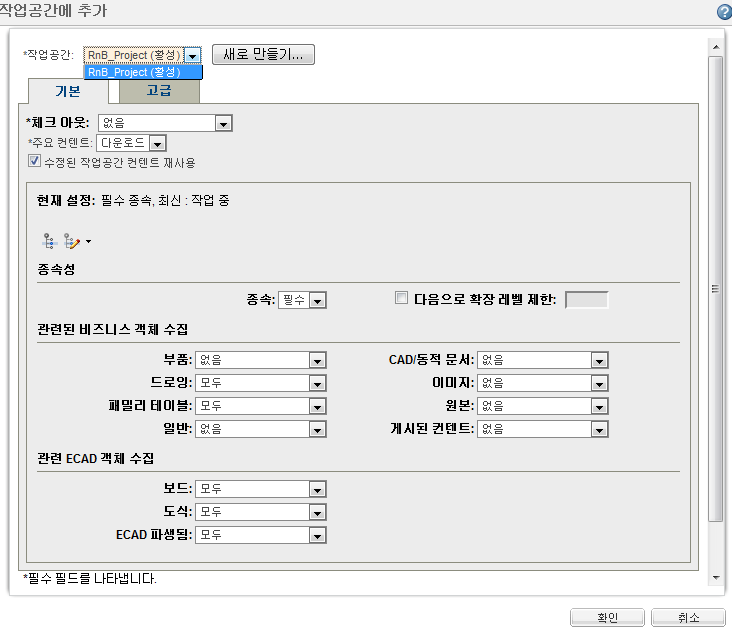 작업공간에 추가
*작업공간: RnB_Project (활성) 새로 만들기...
RnB_Project (활성)
기본 고급
*체크 아웃: 없음
*주요 컨텐트: 다운로드
수정된 작업공간 컨텐트 재사용
현재 설정: 필수 종속, 최신 : 작업 중
종속성
종속: 필수 다음으로 확장 레벨 제한:
관련된 비즈니스 객체 수집
부품: 없음 CAD/동적 문서: 없음
드로잉: 모두 이미지: 없음
패밀리 테이블: 모두 원본: 없음
일반: 없음 게시된 컨텐트: 없음
관련 ECAD 객체 수집
보드: 모두
도식: 모두
ECAD 파생됨: 모두
*필수 필드를 나타냅니다.
확인 취소